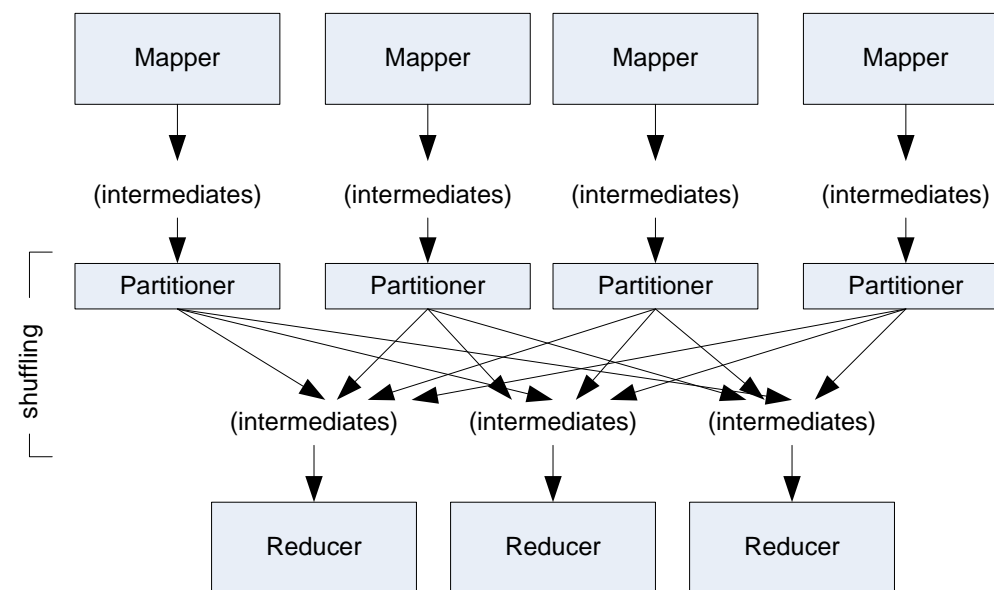 Mapper Mapper Mapper Mapper
(intermediates) (intermediates) (intermediates) (intermediates)
Partitioner Partitioner Partitioner Partitioner
shuffling
(intermediates) (intermediates) (intermediates)
Reducer Reducer Reducer